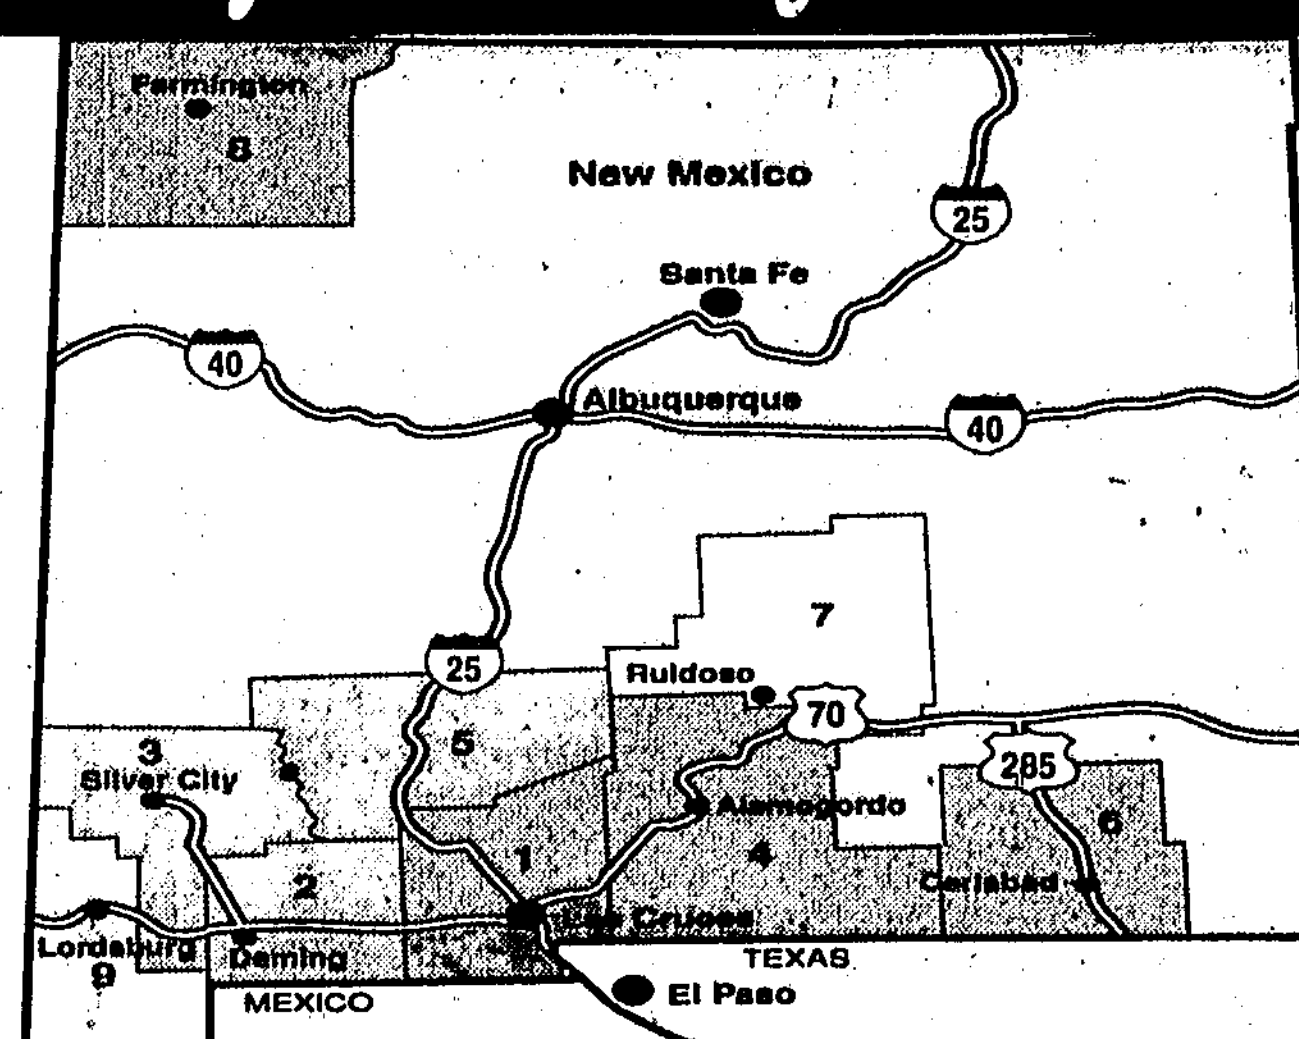 Farmington
8
New Mexico
25
Santa Fe
40
Albuquerque
40
7
25
Ruidoso
70
5
3
285
Silver City
Alamogordo
6
1
4
2
Carlsbad
Las Cruces
Lordsburg
Deming
TEXAS
9
MEXICO
El Paso